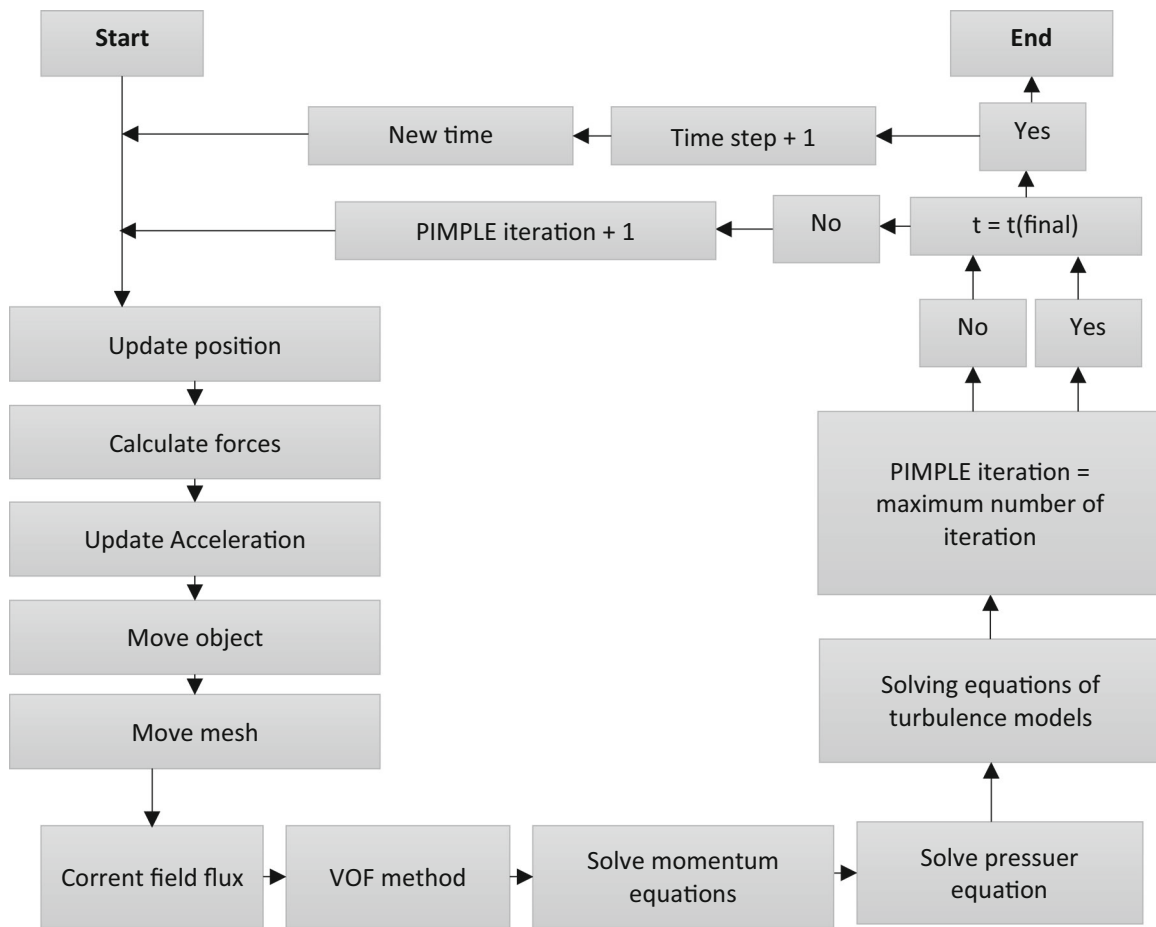 Start
End
New time
Time step + 1
Yes
PIMPLE iteration + 1
No
t = t(final)
No
Yes
Update position
Calculate forces
Update Acceleration
Move object
Move mesh
PIMPLE iteration =
maximum number of
iteration
Solving equations of
turbulence models
Corrent field flux
VOF method
Solve momentum
equations
Solve pressuer
equation